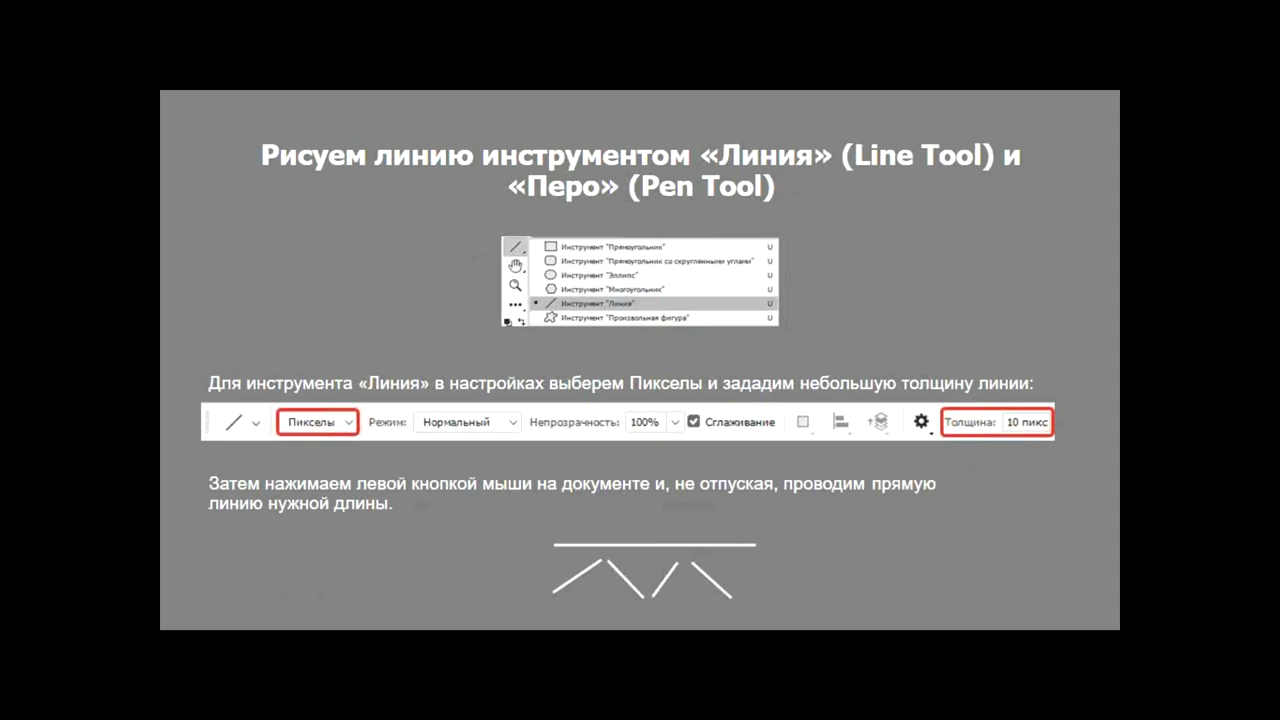 Рисуем линию инструментом «Линия» (Line Tool) и
«Перо» (Pen Tool)
Инструмент "Прямоугольник" U
Инструмент "Прямоугольник со скругленными углами" U
Инструмент "Эллипс" U
Инструмент "Многоугольник" U
Инструмент "Линия" U
Инструмент "Произвольная фигура" U
Для инструмента «Линия» в настройках выберем Пикселы и зададим небольшую толщину линии:
Пикселы Режим: Нормальный Непрозрачность: 100% Сглаживание Толщина: 10 пикс
Затем нажимаем левой кнопкой мыши на документе и, не отпуская, проводим прямую
линию нужной длины.